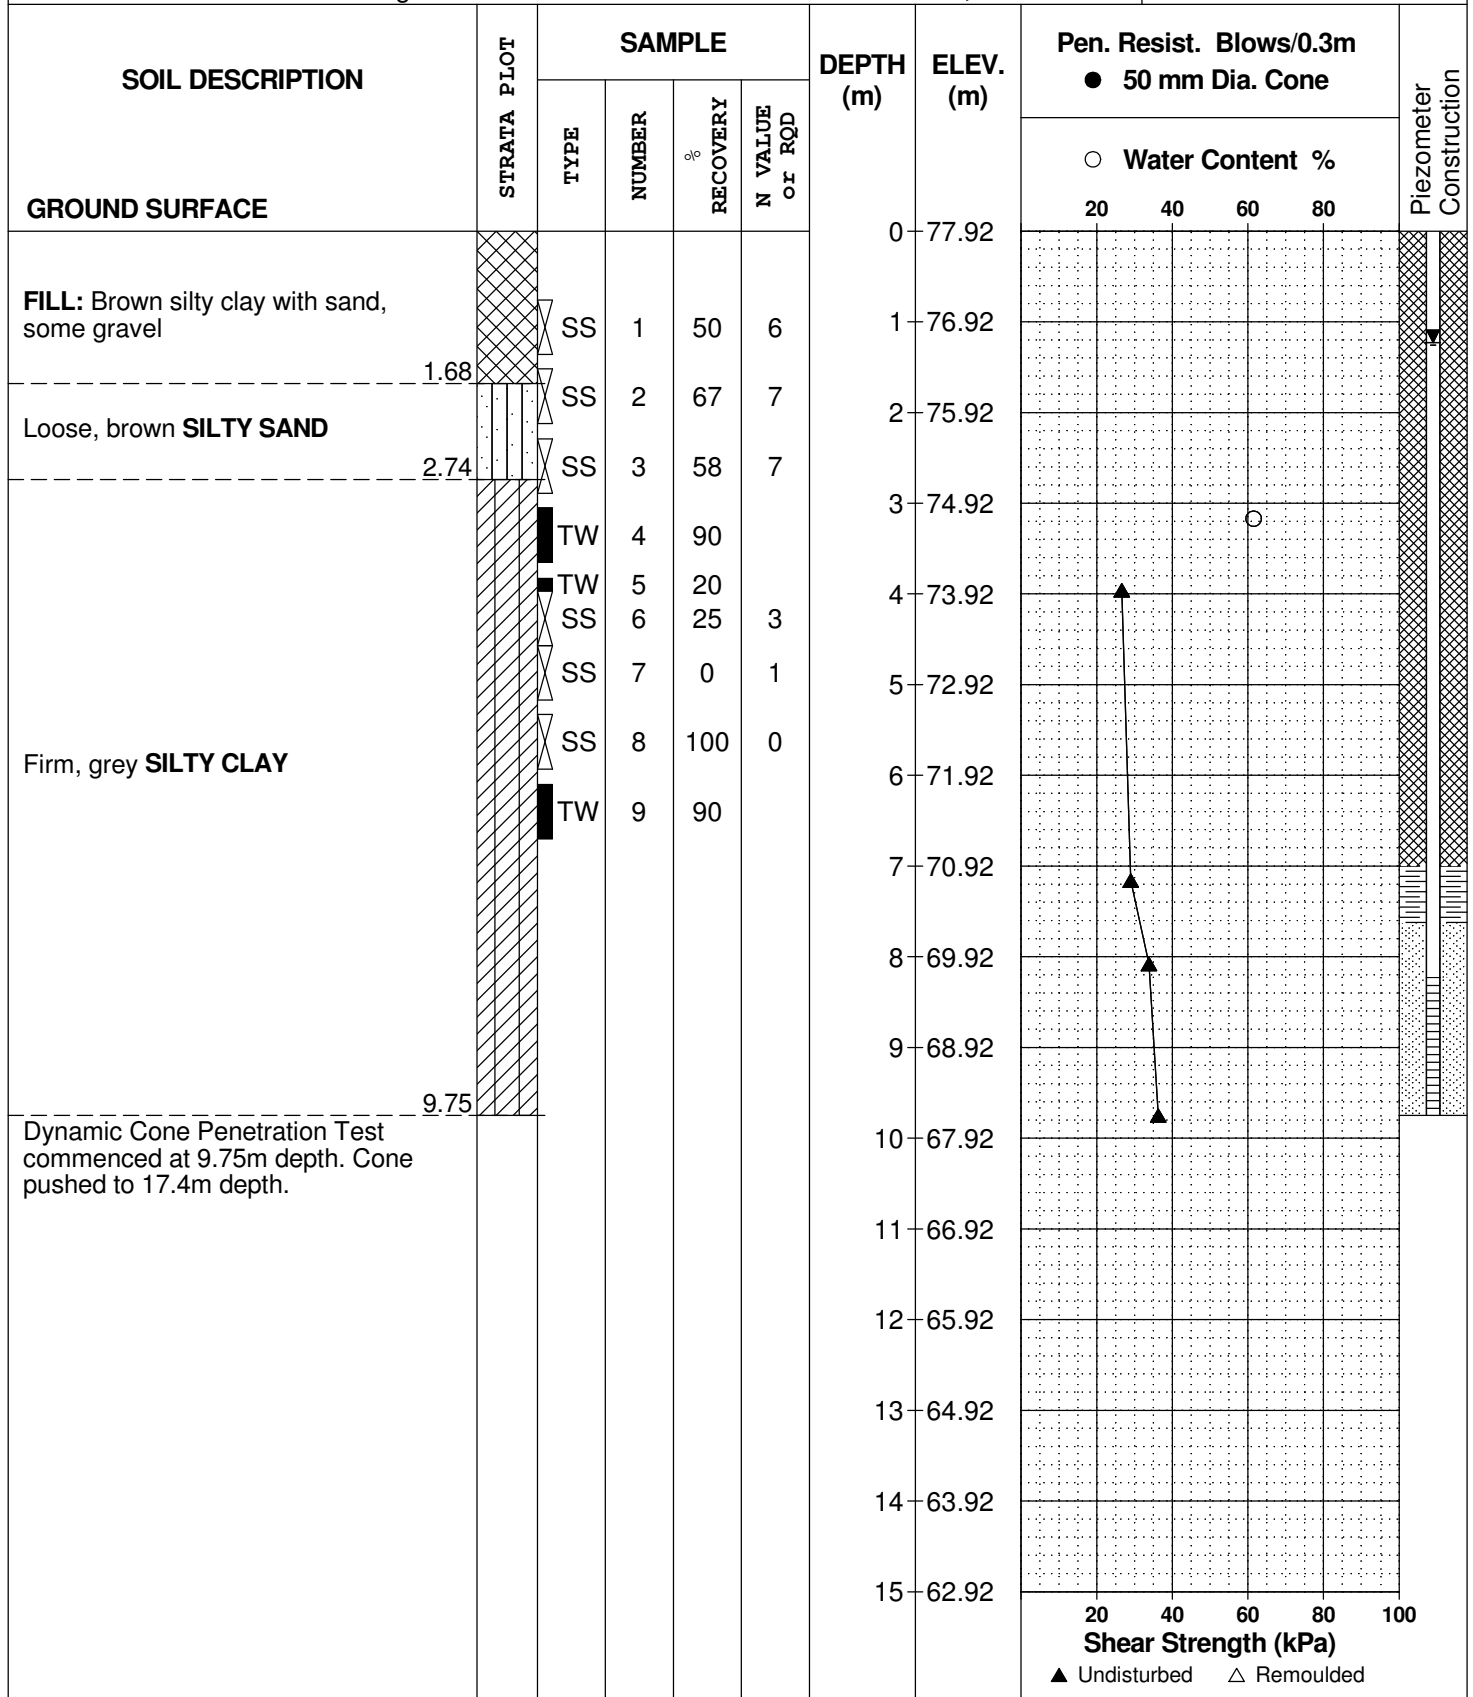 SOIL DESCRIPTION
GROUND SURFACE
STRATA PLOT
SAMPLE
TYPE
NUMBER
%
RECOVERY
N VALUE
or RQD
DEPTH
(m)
ELEV.
(m)
Pen. Resist. Blows/0.3m
● 50 mm Dia. Cone
○ Water Content %
20 40 60 80
Piezometer
Construction
0 77.92
FILL: Brown silty clay with sand,
some gravel
SS 1 50 6
1 76.92
1.68
SS 2 67 7
2 75.92
Loose, brown SILTY SAND
2.74
SS 3 58 7
3 74.92
TW 4 90
TW 5 20
4 73.92
SS 6 25 3
SS 7 0 1
5 72.92
SS 8 100 0
Firm, grey SILTY CLAY
6 71.92
TW 9 90
7 70.92
8 69.92
9 68.92
9.75
Dynamic Cone Penetration Test
commenced at 9.75m depth. Cone
pushed to 17.4m depth.
10 67.92
11 66.92
12 65.92
13 64.92
14 63.92
15 62.92
20 40 60 80 100
Shear Strength (kPa)
▲ Undisturbed △ Remoulded